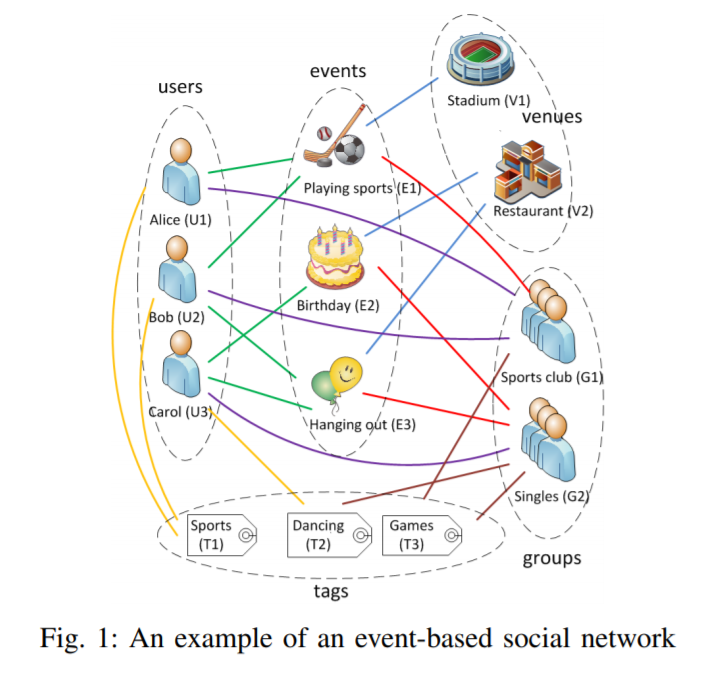 users
events
Stadium (V1)
venues
Playing sports (E1)
Alice (U1)
Restaurant (V2)
Birthday (E2)
Bob (U2)
Sports club (G1)
Carol (U3)
Hanging out (E3)
Singles (G2)
Sports
(T1)
Dancing
(T2)
Games
(T3)
groups
tags
Fig. 1: An example of an event-based social network